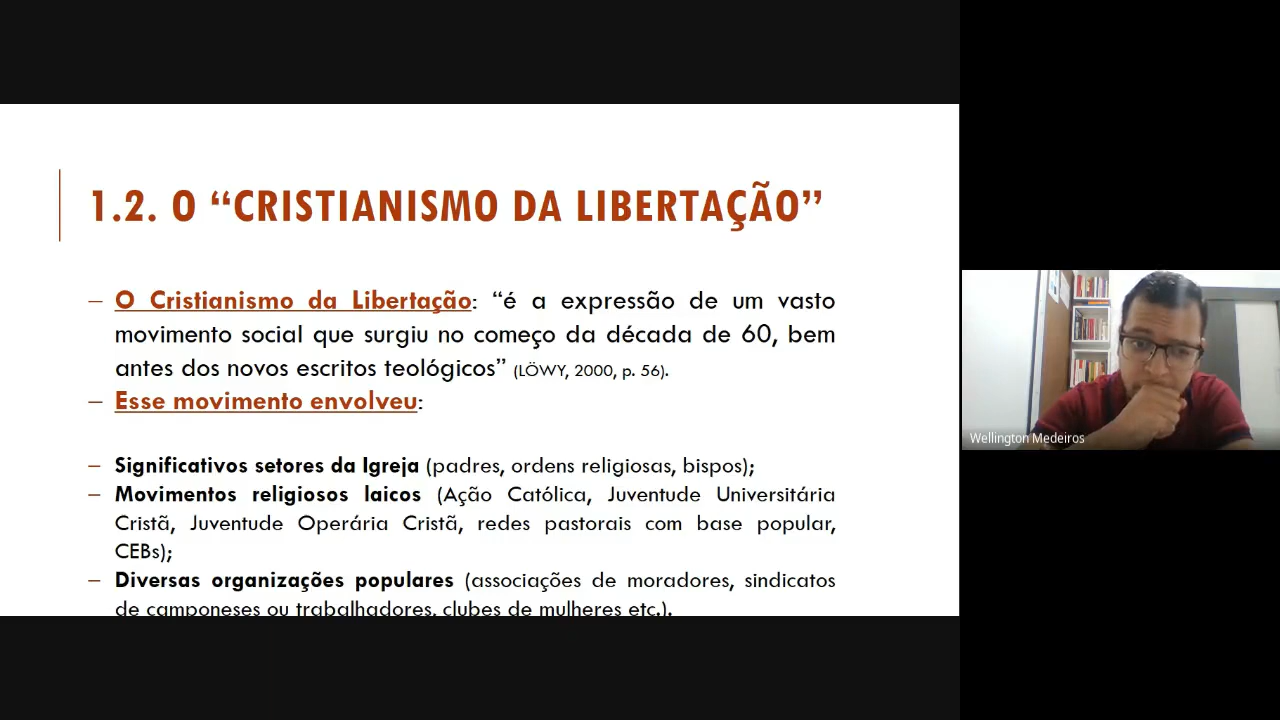 1.2. O “CRISTIANISMO DA LIBERTAÇÃO”
– O Cristianismo da Libertação: “é a expressão de um vasto
movimento social que surgiu no começo da década de 60, bem
antes dos novos escritos teológicos” (LÖWY, 2000, p. 56).
– Esse movimento envolveu:
– Significativos setores da Igreja (padres, ordens religiosas, bispos);
– Movimentos religiosos laicos (Ação Católica, Juventude Universitária
Cristã, Juventude Operária Cristã, redes pastorais com base popular,
CEBs);
– Diversas organizações populares (associações de moradores, sindicatos
de camponeses ou trabalhadores, clubes de mulheres etc.).
Wellington Medeiros